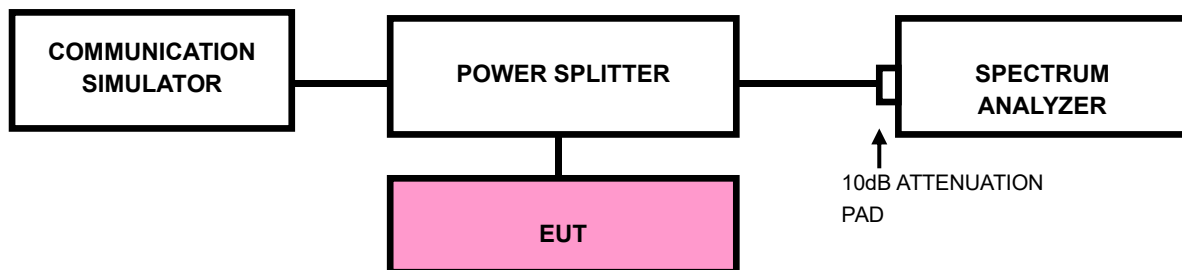 COMMUNICATION
SIMULATOR
POWER SPLITTER
SPECTRUM
ANALYZER
10dB ATTENUATION
PAD
EUT